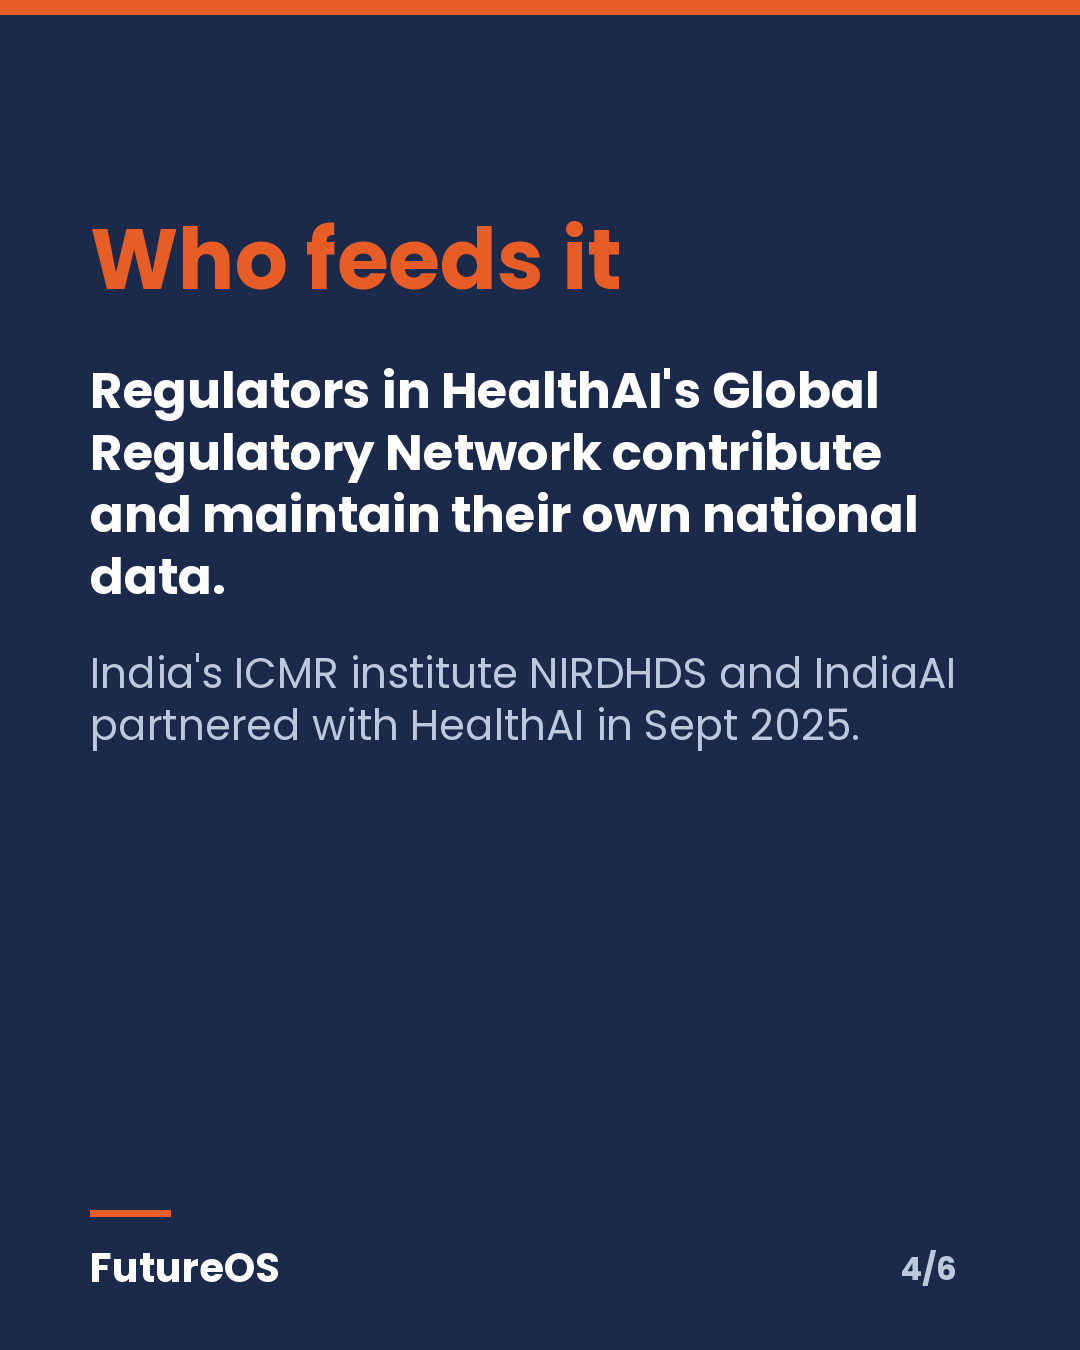 Who feeds it
Regulators in HealthAI's Global
Regulatory Network contribute
and maintain their own national
data.
India's ICMR institute NIRDHDS and IndiaAI
partnered with HealthAI in Sept 2025.
FutureOS
4/6